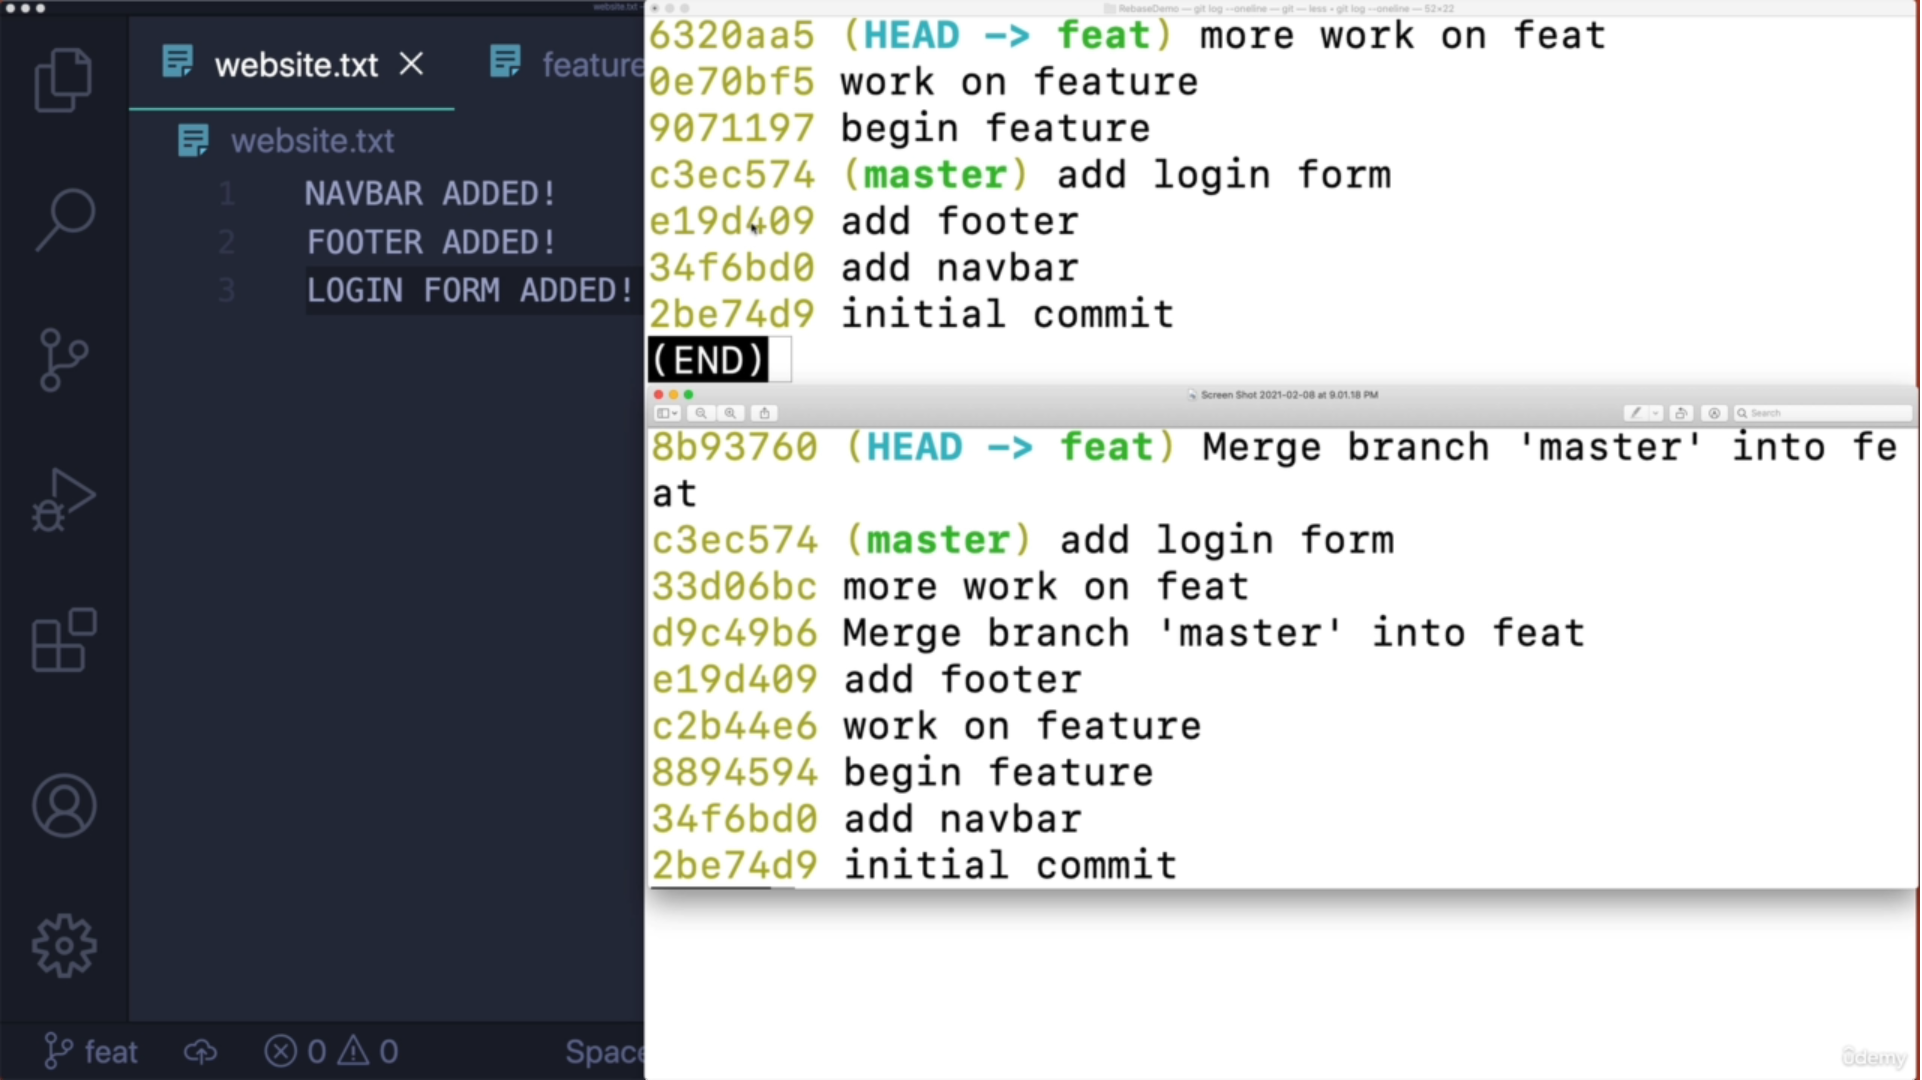 website.txt
feature
website.txt
1 NAVBAR ADDED!
2 FOOTER ADDED!
3 LOGIN FORM ADDED!
feat
0
0
Space
RebaseDemo — git log --oneline — git — less • git log --oneline — 52×22
6320aa5 (HEAD -> feat) more work on feat
0e70bf5 work on feature
9071197 begin feature
c3ec574 (master) add login form
e19d409 add footer
34f6bd0 add navbar
2be74d9 initial commit
(END)
Screen Shot 2021-02-08 at 9.01.18 PM
Search
8b93760 (HEAD -> feat) Merge branch 'master' into fe
at
c3ec574 (master) add login form
33d06bc more work on feat
d9c49b6 Merge branch 'master' into feat
e19d409 add footer
c2b44e6 work on feature
8894594 begin feature
34f6bd0 add navbar
2be74d9 initial commit
ûdemy